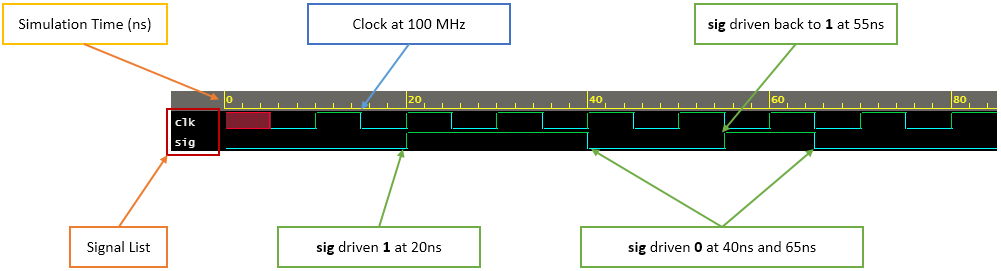 Simulation Time (ns)
Clock at 100 MHz
sig driven back to 1 at 55ns
0 20 40 60 80
clk
sig
Signal List
sig driven 1 at 20ns
sig driven 0 at 40ns and 65ns